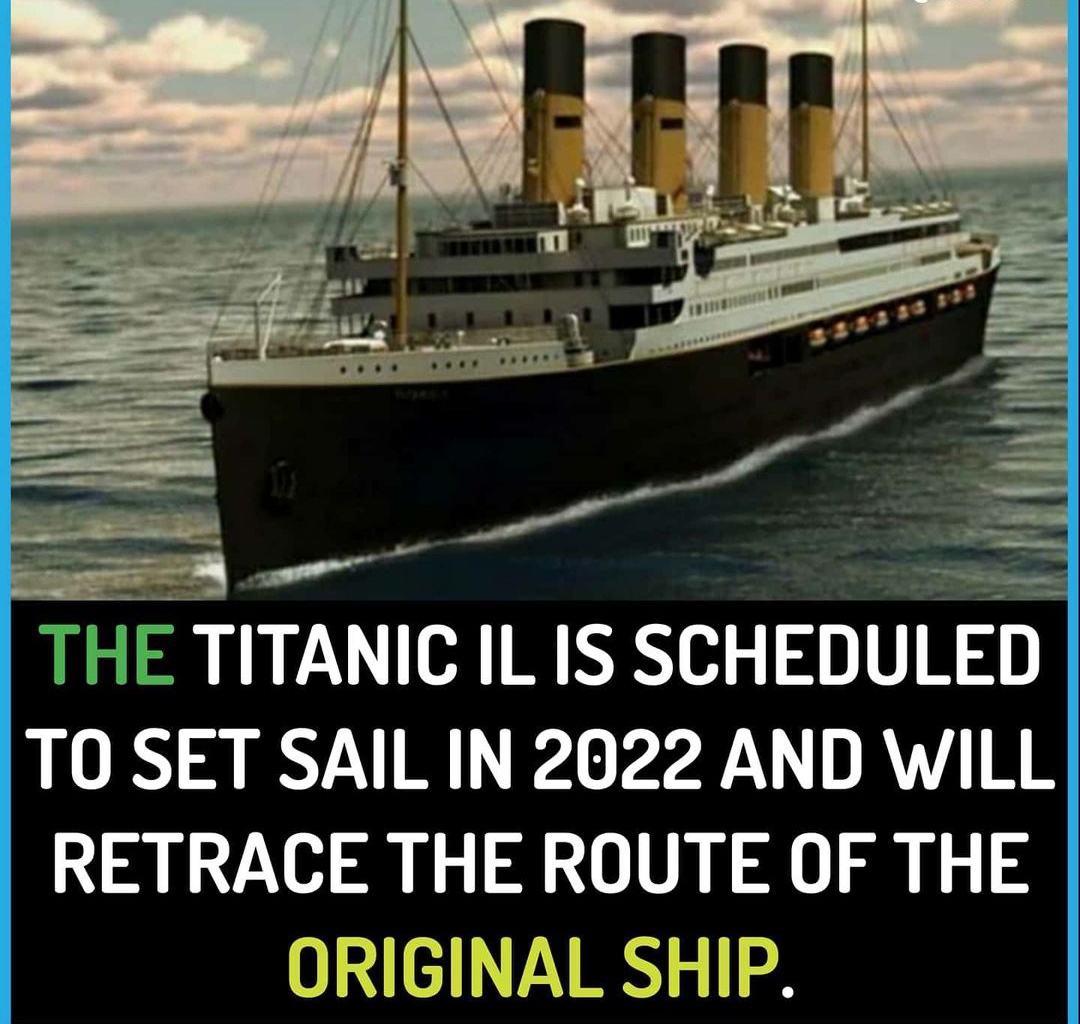 THE TITANIC IL IS SCHEDULED
TO SET SAIL IN 2022 AND WILL
RETRACE THE ROUTE OF THE
ORIGINAL SHIP.